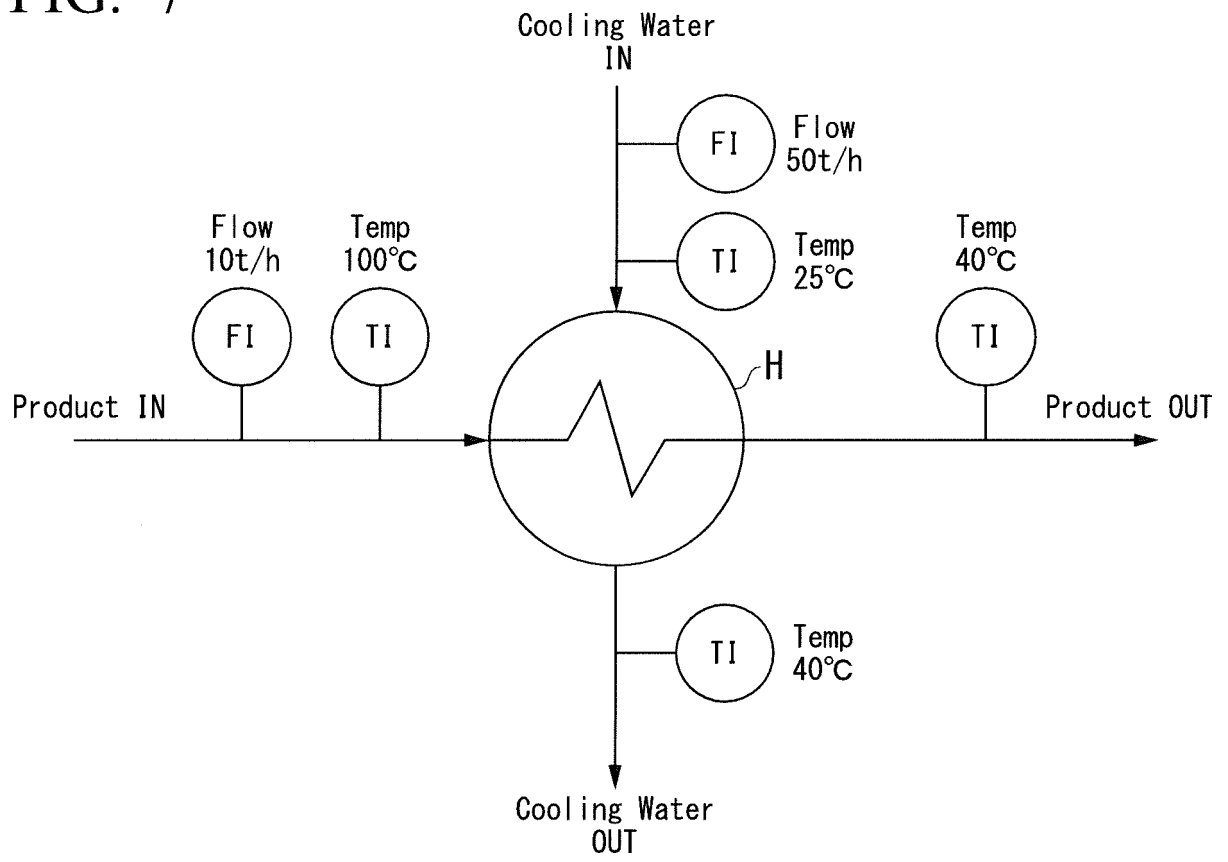 FIG. 7
Cooling Water
IN
FI
Flow
50t/h
TI
Temp
25℃
Flow
10t/h
FI
Temp
100℃
TI
Temp
40℃
TI
H
Product IN
Product OUT
TI
Temp
40℃
Cooling Water
OUT